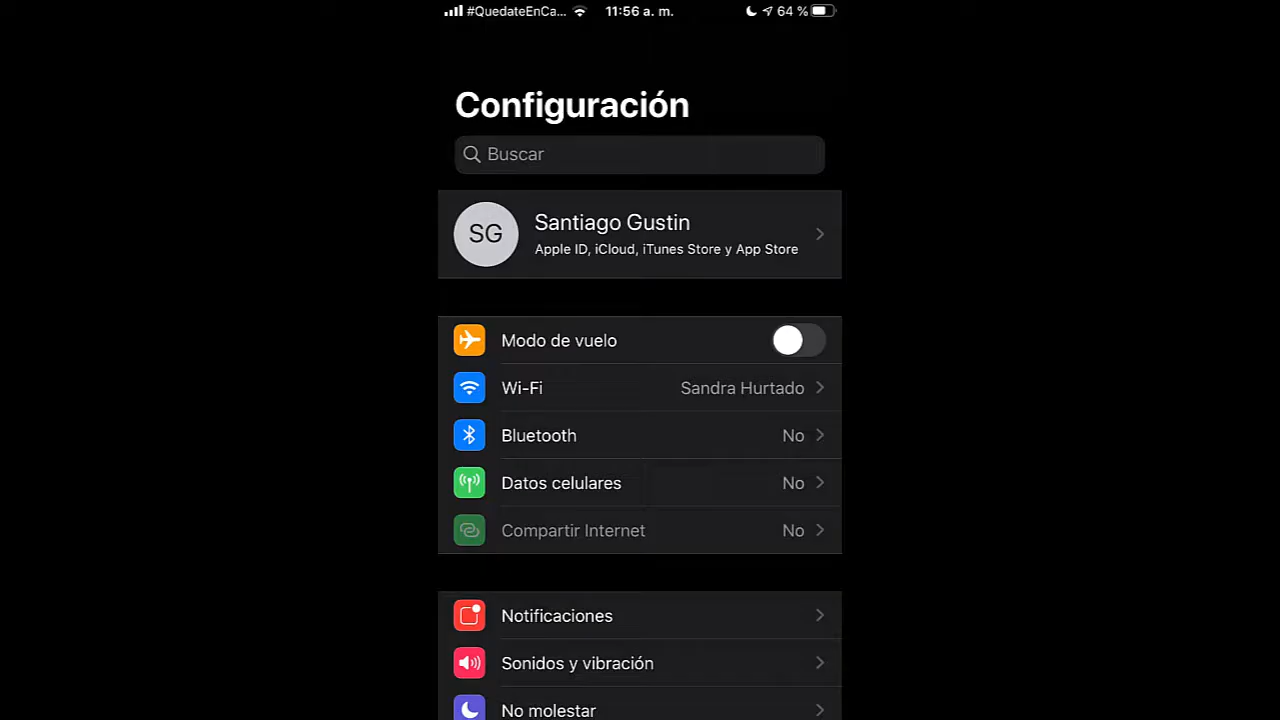 #QuedateEnCa... 11:56 a. m. 64 %
Configuración
Buscar
SG
Santiago Gustin
Apple ID, iCloud, iTunes Store y App Store
Modo de vuelo
Wi-Fi Sandra Hurtado
Bluetooth No
Datos celulares No
Compartir Internet No
Notificaciones
Sonidos y vibración
No molestar